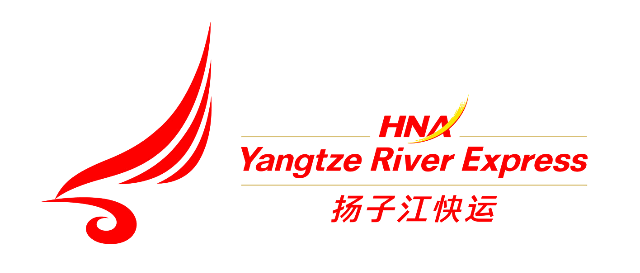 HNA
Yangtze River Express
扬子江快运